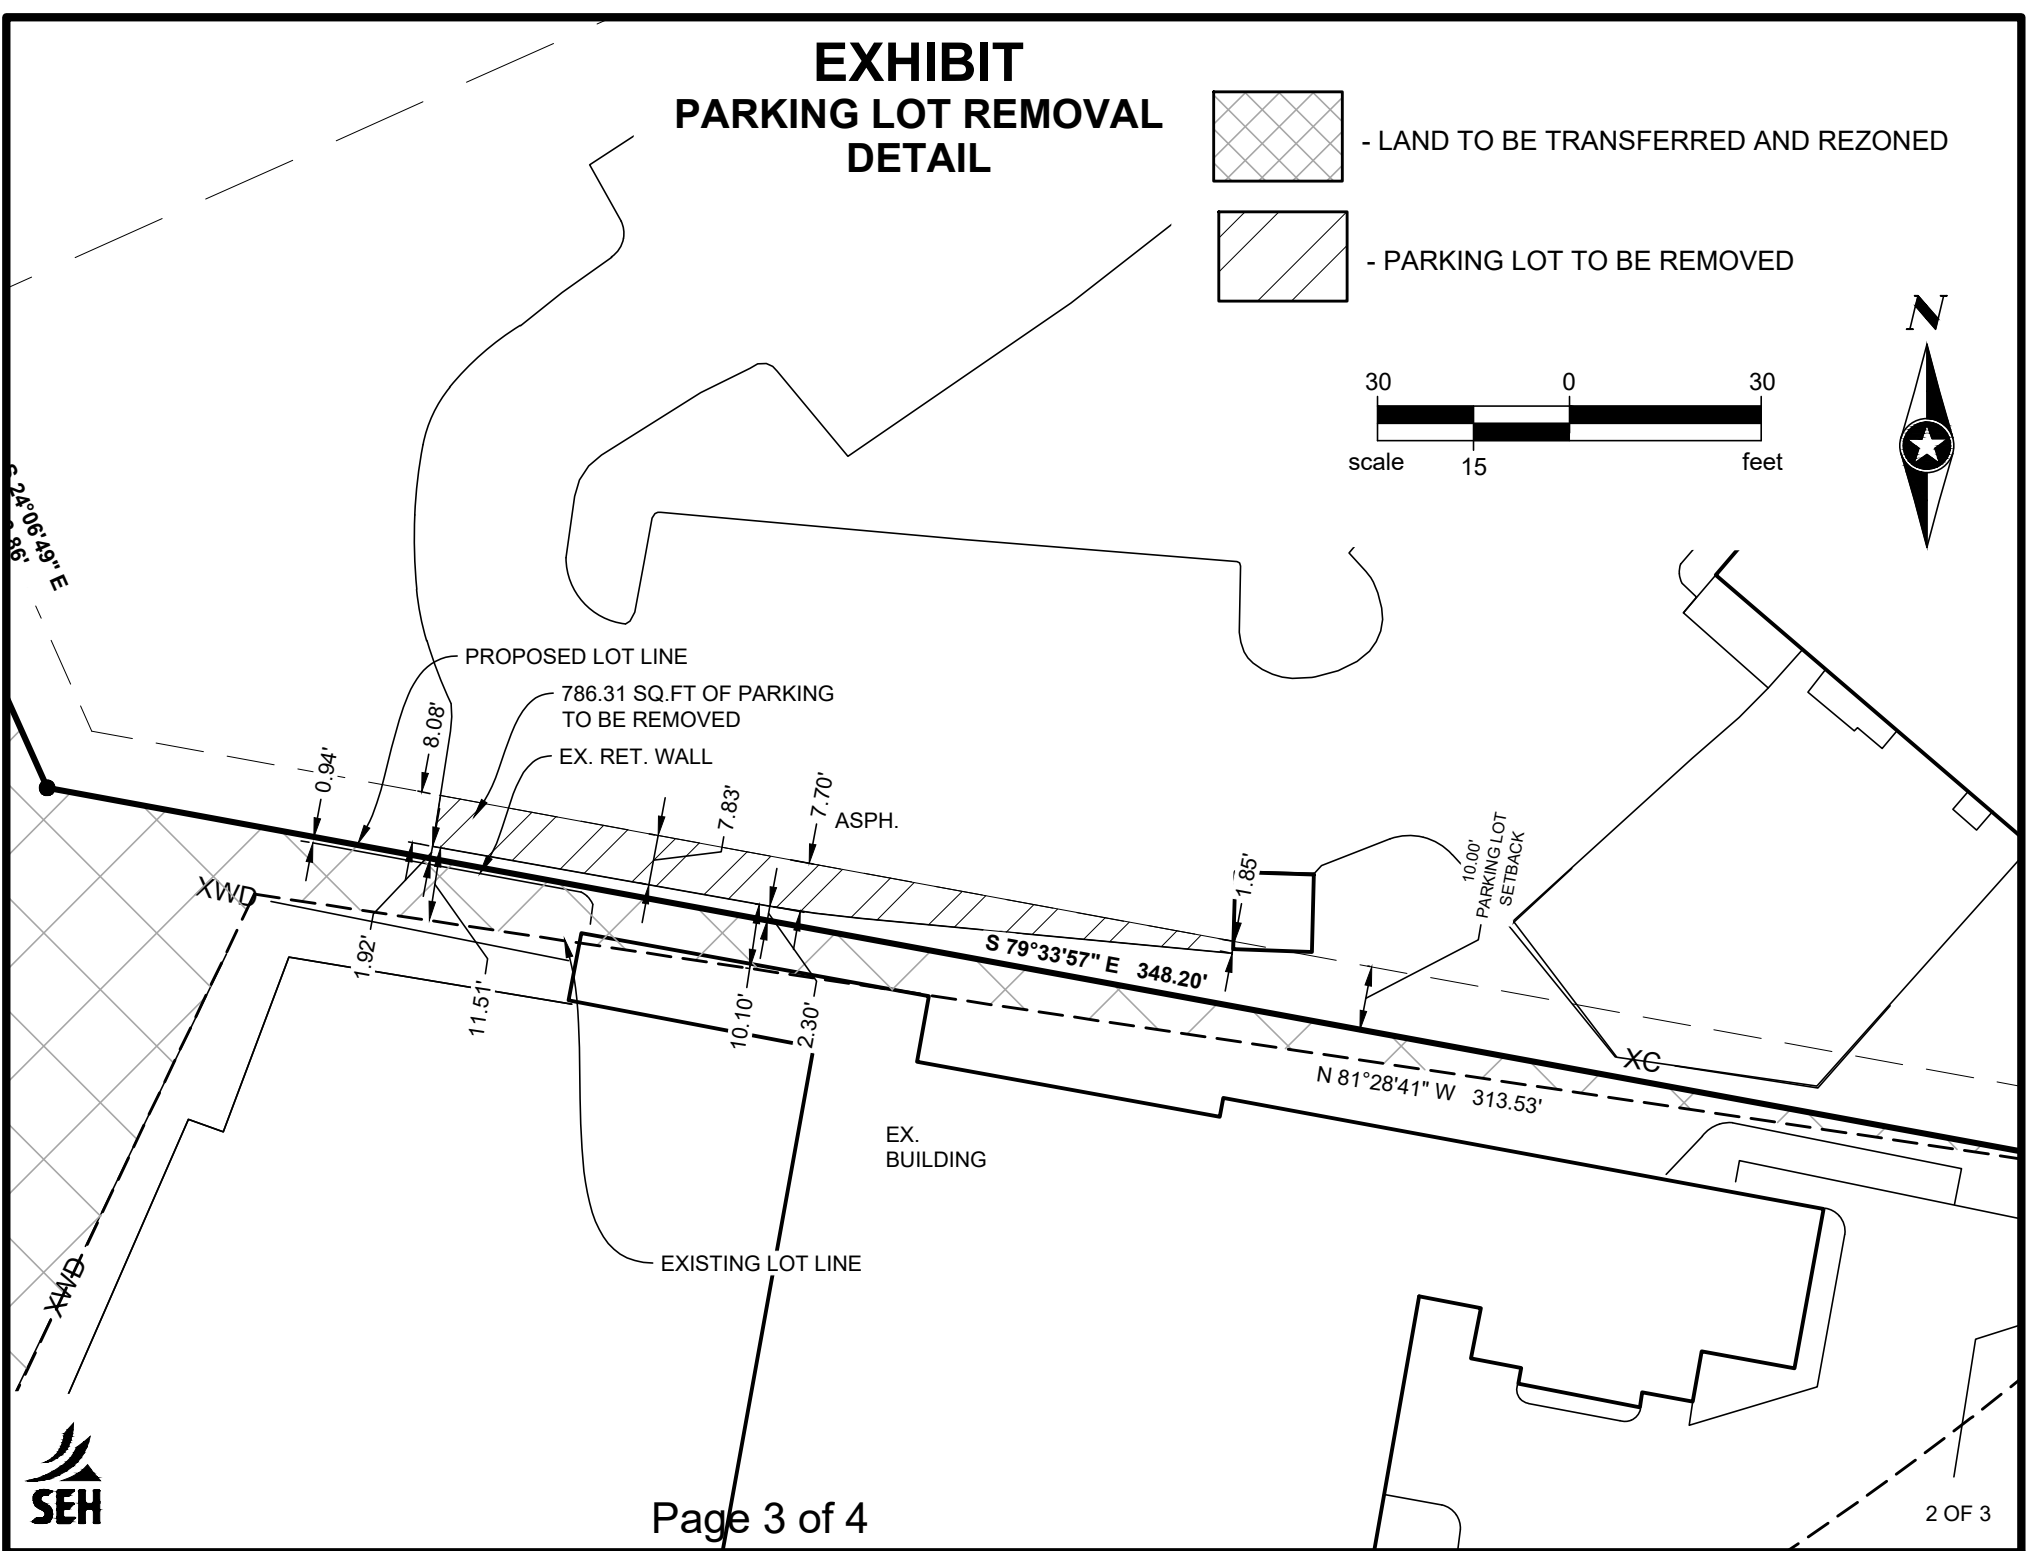 EXHIBIT
PARKING LOT REMOVAL
DETAIL
- LAND TO BE TRANSFERRED AND REZONED
- PARKING LOT TO BE REMOVED
N
30 0 30
scale 15 feet
24°06'49" E
86'
PROPOSED LOT LINE
786.31 SQ.FT OF PARKING
TO BE REMOVED
EX. RET. WALL
8.08'
0.94'
7.83'
7.70'
ASPH.
1.85'
10.00'
PARKING LOT
SETBACK
XWD
1.92'
11.51'
10.10'
2.30'
S 79°33'57" E 348.20'
XC
N 81°28'41" W 313.53'
EX.
BUILDING
EXISTING LOT LINE
XWD
SEH
Page 3 of 4
2 OF 3